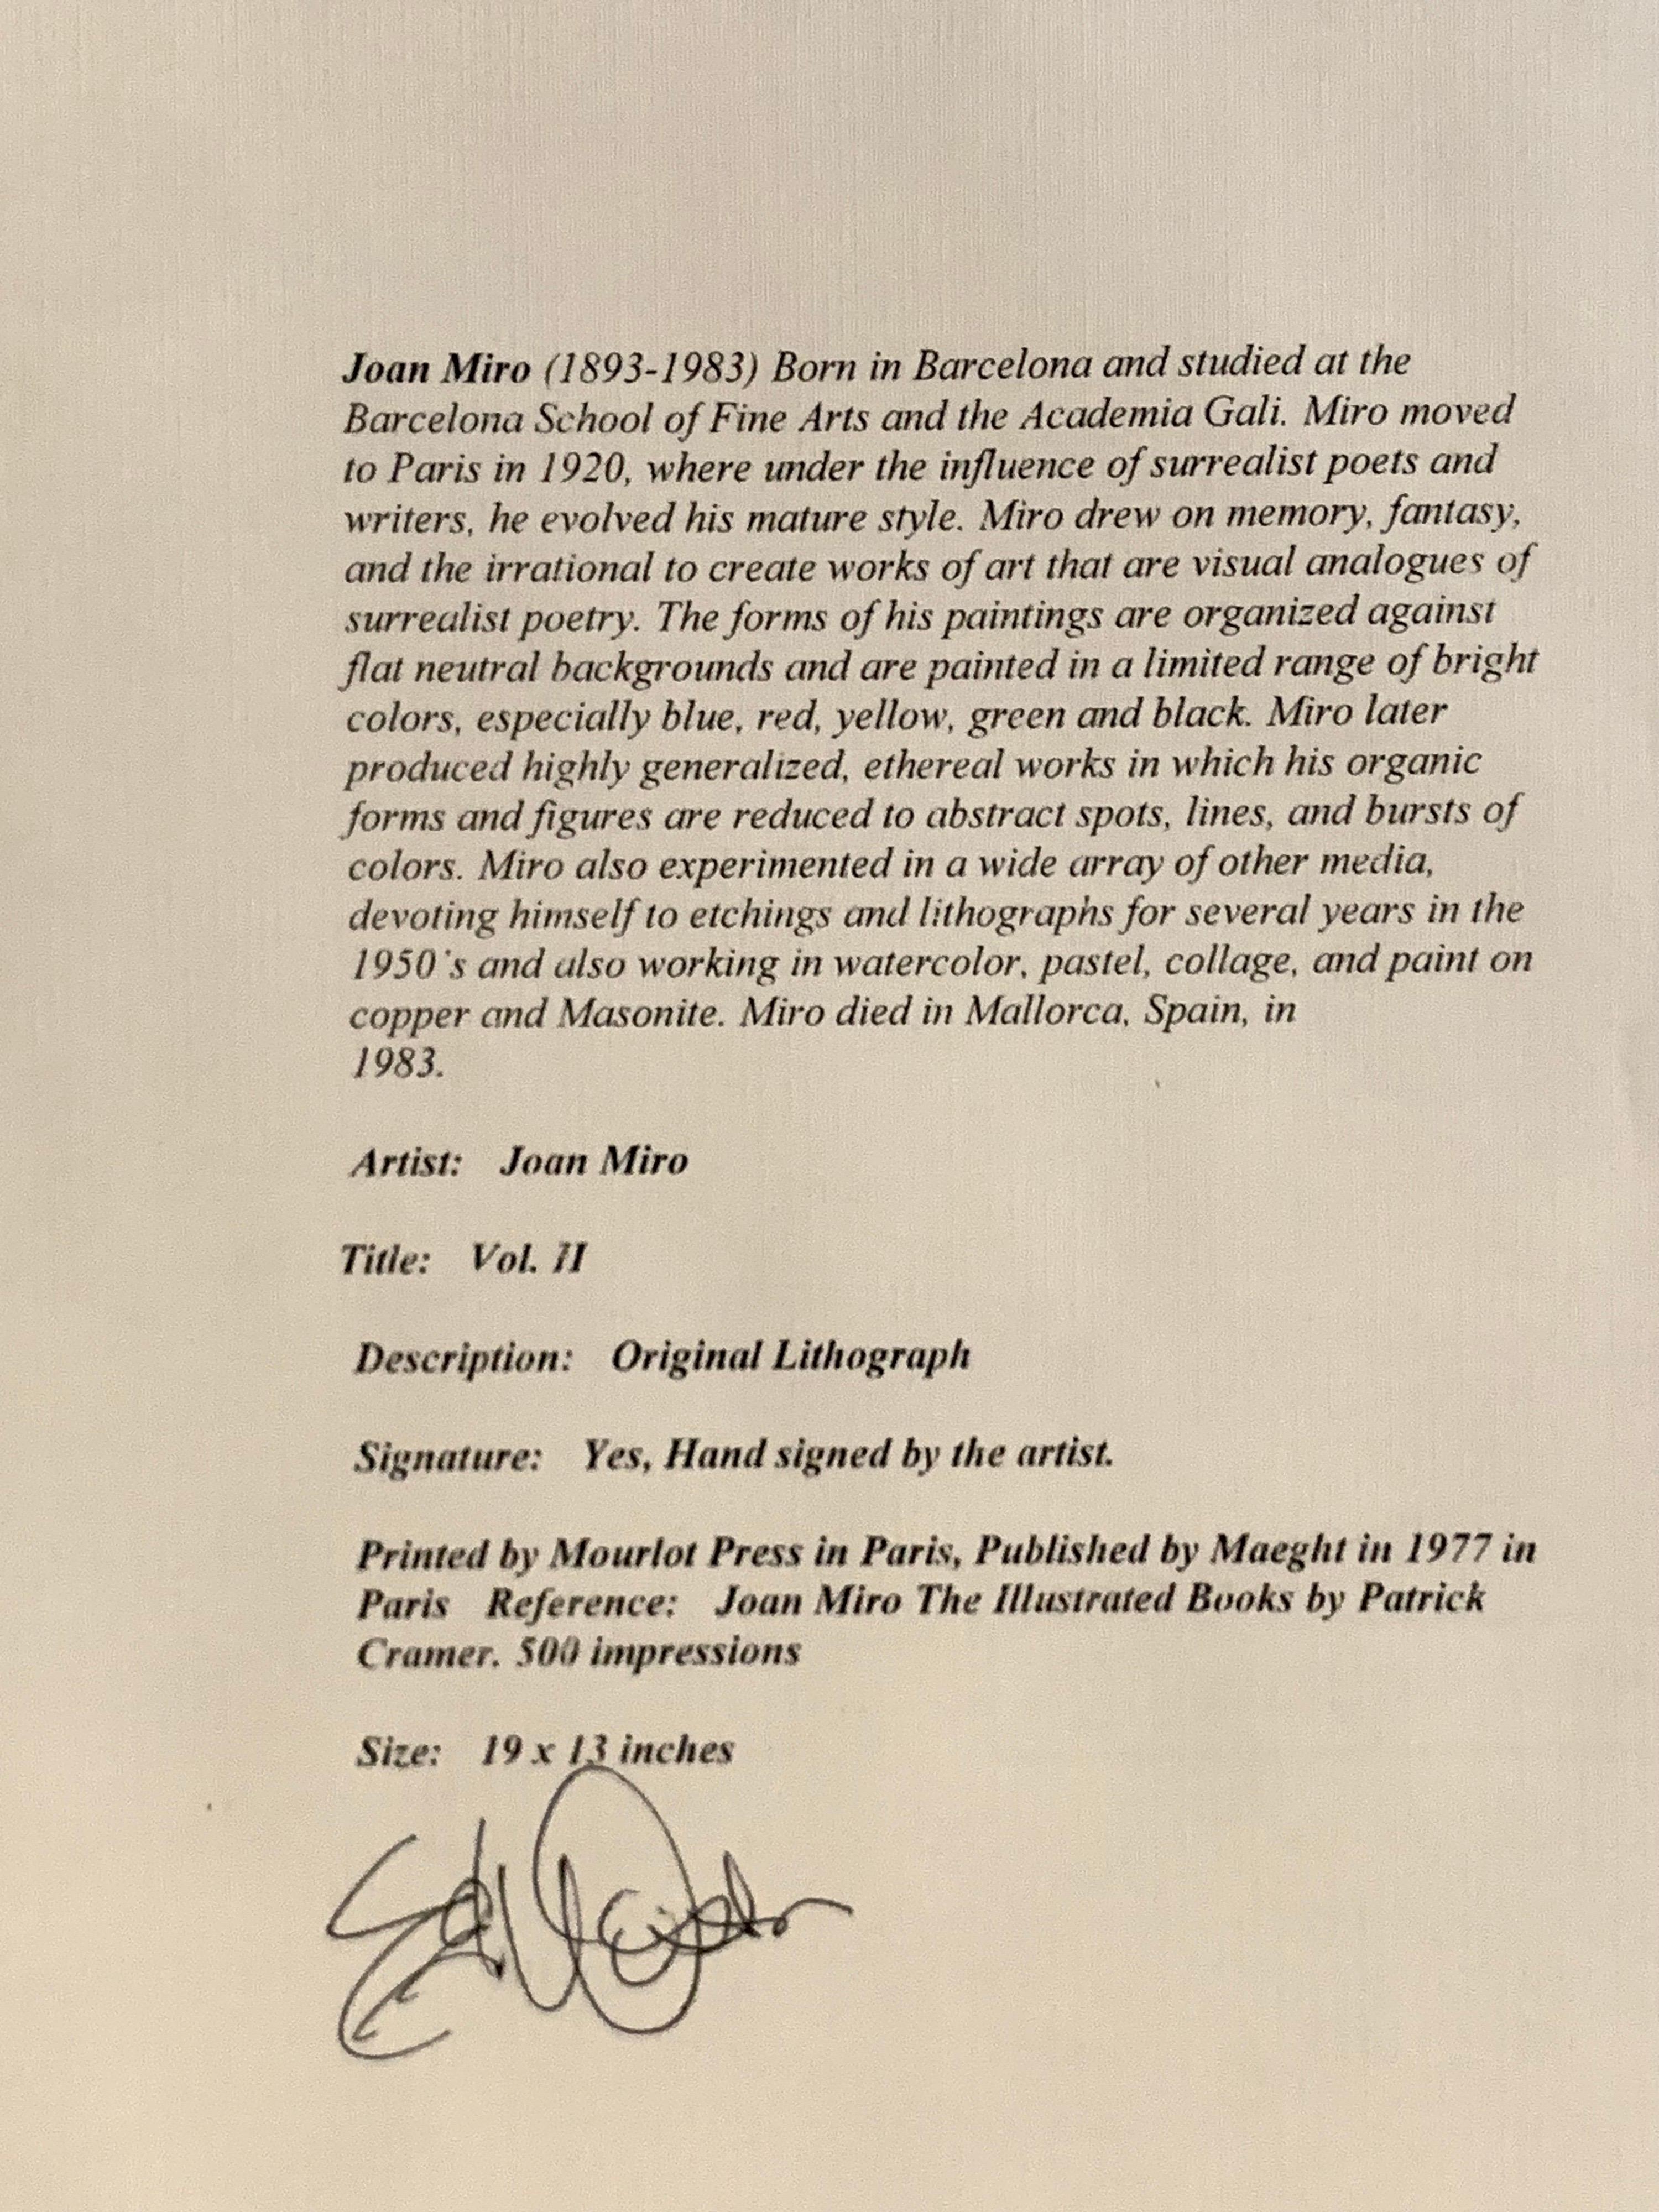 Joan Miro (1893-1983) Born in Barcelona and studied at the
Barcelona School of Fine Arts and the Academia Gali. Miro moved
to Paris in 1920, where under the influence of surrealist poets and
writers, he evolved his mature style. Miro drew on memory, fantasy,
and the irrational to create works of art that are visual analogues of
surrealist poetry. The forms of his paintings are organized against
flat neutral backgrounds and are painted in a limited range of bright
colors, especially blue, red, yellow, green and black. Miro later
produced highly generalized, ethereal works in which his organic
forms and figures are reduced to abstract spots, lines, and bursts of
colors. Miro also experimented in a wide array of other media,
devoting himself to etchings and lithographs for several years in the
1950's and also working in watercolor, pastel, collage, and paint on
copper and Masonite. Miro died in Mallorca, Spain, in
1983.
Artist: Joan Miro
Title: Vol. II
Description: Original Lithograph
Signature: Yes, Hand signed by the artist.
Printed by Mourlot Press in Paris, Published by Maeght in 1977 in
Paris Reference: Joan Miro The Illustrated Books by Patrick
Cramer. 500 impressions
Size: 19 x 13 inches